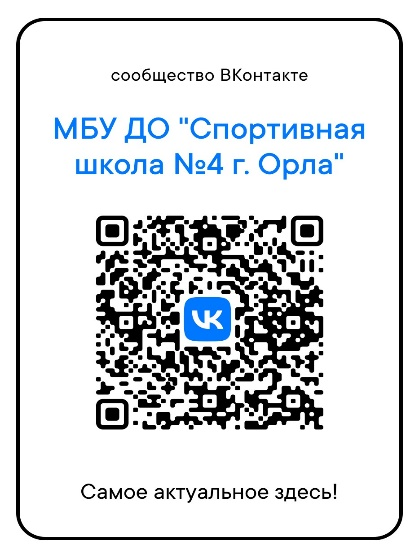 сообщество ВКонтакте
МБУ ДО "Спортивная
школа №4 г. Орла"
Самое актуальное здесь!